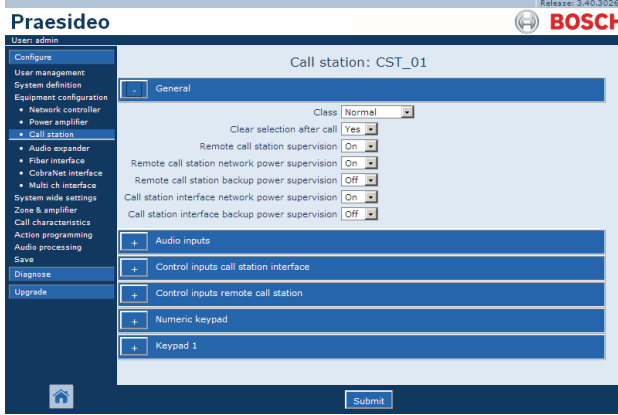 Release: 3.40.3026
Praesideo
BOSCH
User: admin
Configure
User management
System definition
Equipment configuration
• Network controller
• Power amplifier
• Call station
• Audio expander
• Fiber interface
• CobraNet interface
• Multi ch interface
System wide settings
Zone & amplifier
Call characteristics
Action programming
Audio processing
Save
Diagnose
Upgrade
Call station: CST_01
- General
Class Normal
Clear selection after call Yes
Remote call station supervision On
Remote call station network power supervision On
Remote call station backup power supervision Off
Call station interface network power supervision On
Call station interface backup power supervision Off
+ Audio inputs
+ Control inputs call station interface
+ Control inputs remote call station
+ Numeric keypad
+ Keypad 1
Submit